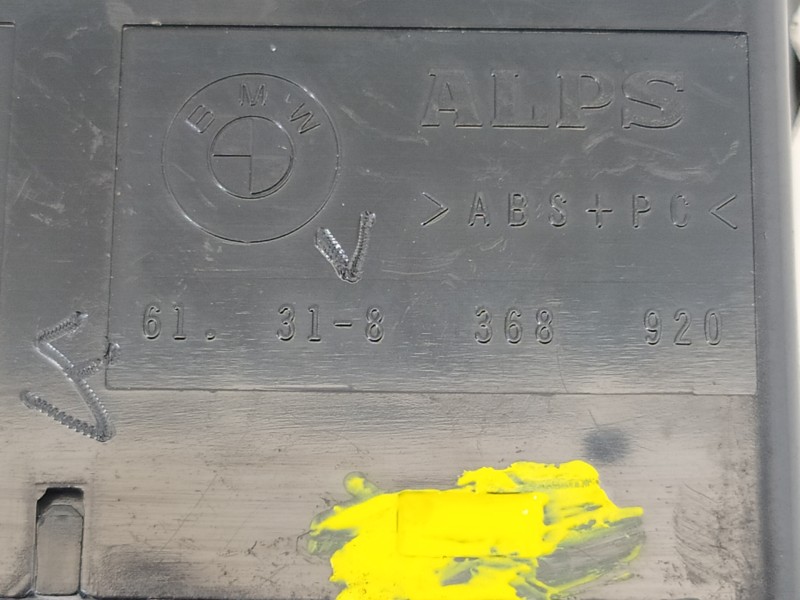 BMW
ALPS
>ABS+PC<
61. 31-8 368 920